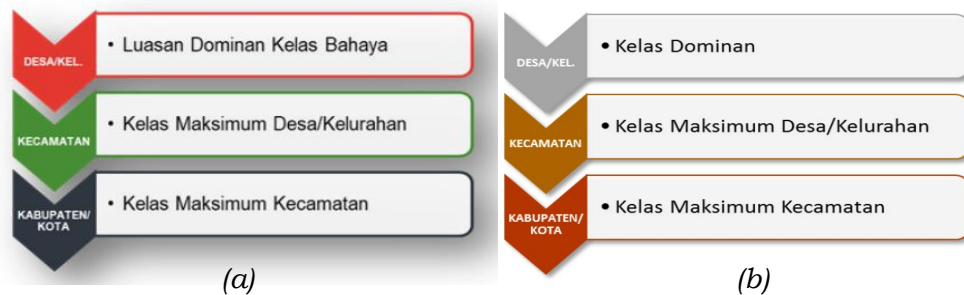 DESA/KEL.
• Luasan Dominan Kelas Bahaya
KECAMATAN
• Kelas Maksimum Desa/Kelurahan
KABUPATEN/
KOTA
• Kelas Maksimum Kecamatan
(a)
DESA/KEL.
• Kelas Dominan
KECAMATAN
• Kelas Maksimum Desa/Kelurahan
KABUPATEN/
KOTA
• Kelas Maksimum Kecamatan
(b)